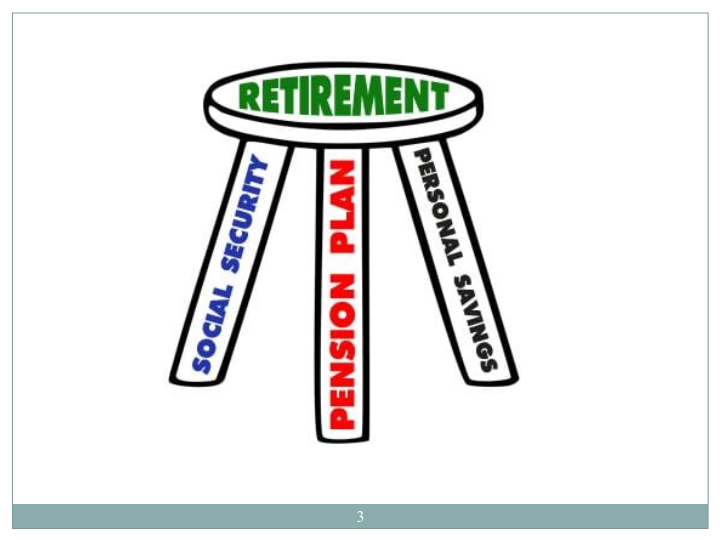 RETIREMENT
SOCIAL SECURITY
PENSION PLAN
PERSONAL SAVINGS
3